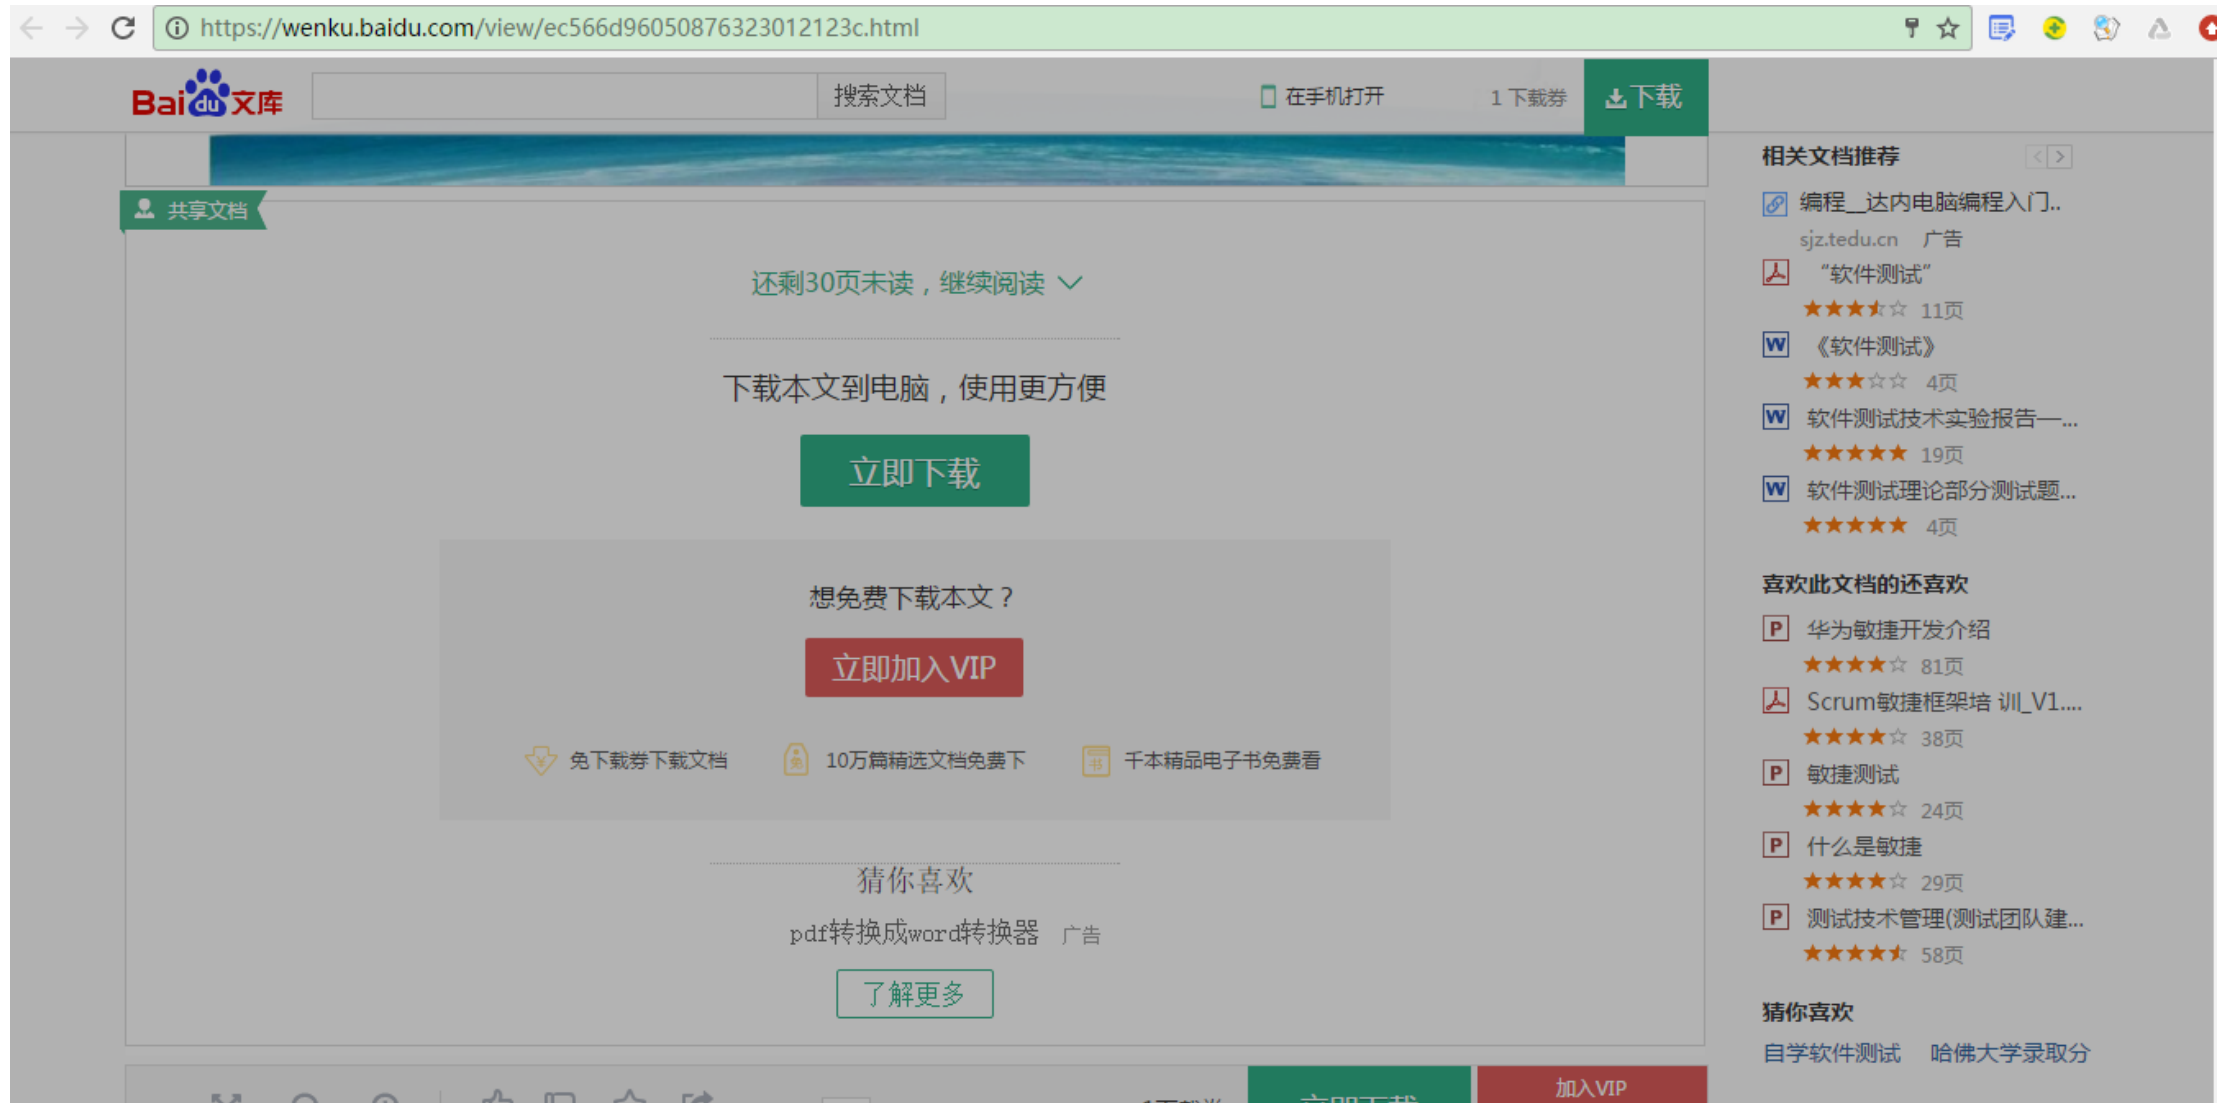 https://wenku.baidu.com/view/ec566d96050876323012123c.html
Baidu文库
搜索文档
在手机打开
1 下载券
下载
共享文档
还剩30页未读，继续阅读
下载本文到电脑，使用更方便
立即下载
想免费下载本文？
立即加入VIP
免下载券下载文档
10万篇精选文档免费下
千本精品电子书免费看
猜你喜欢
pdf转换成word转换器 广告
了解更多
加入VIP
相关文档推荐
编程__达内电脑编程入门..
sjz.tedu.cn 广告
“软件测试”
11页
《软件测试》
4页
软件测试技术实验报告—...
19页
软件测试理论部分测试题...
4页
喜欢此文档的还喜欢
华为敏捷开发介绍
81页
Scrum敏捷框架培 训_V1....
38页
敏捷测试
24页
什么是敏捷
29页
测试技术管理(测试团队建...
58页
猜你喜欢
自学软件测试 哈佛大学录取分